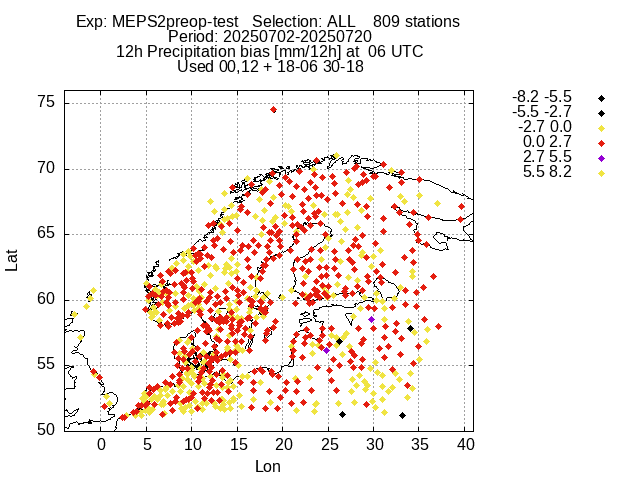 Exp: MEPS2preop-test   Selection: ALL    809 stations
Period: 20250702-20250720
12h Precipitation bias [mm/12h] at  06 UTC
Used 00,12 + 18-06 30-18
-8.2 -5.5
-5.5 -2.7
-2.7 0.0
0.0 2.7
2.7 5.5
5.5 8.2
75
70
65
60
55
50
Lat
0 5 10 15 20 25 30 35 40
Lon